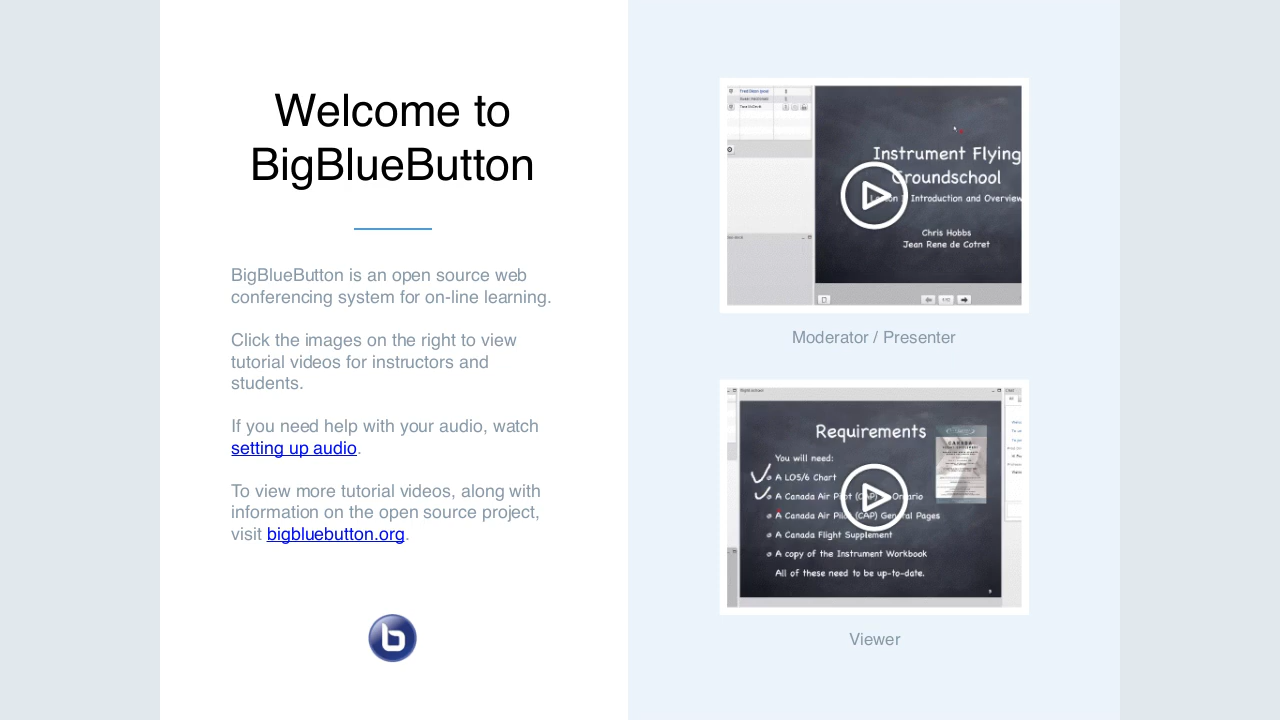 Welcome to
BigBlueButton
BigBlueButton is an open source web
conferencing system for on-line learning.
Click the images on the right to view
tutorial videos for instructors and
students.
If you need help with your audio, watch
setting up audio.
To view more tutorial videos, along with
information on the open source project,
visit bigbluebutton.org.
Instrument Flying
Groundschool
Introduction and Overview
Chris Hobbs
Jean Rene de Cotret
Moderator / Presenter
Requirements
You will need:
A LO5/6 Chart
A Canada Air Pilot (CAP) Ontario
A Canada Air Pilot (CAP) General Pages
A Canada Flight Supplement
A copy of the Instrument Workbook
All of these need to be up-to-date.
Viewer